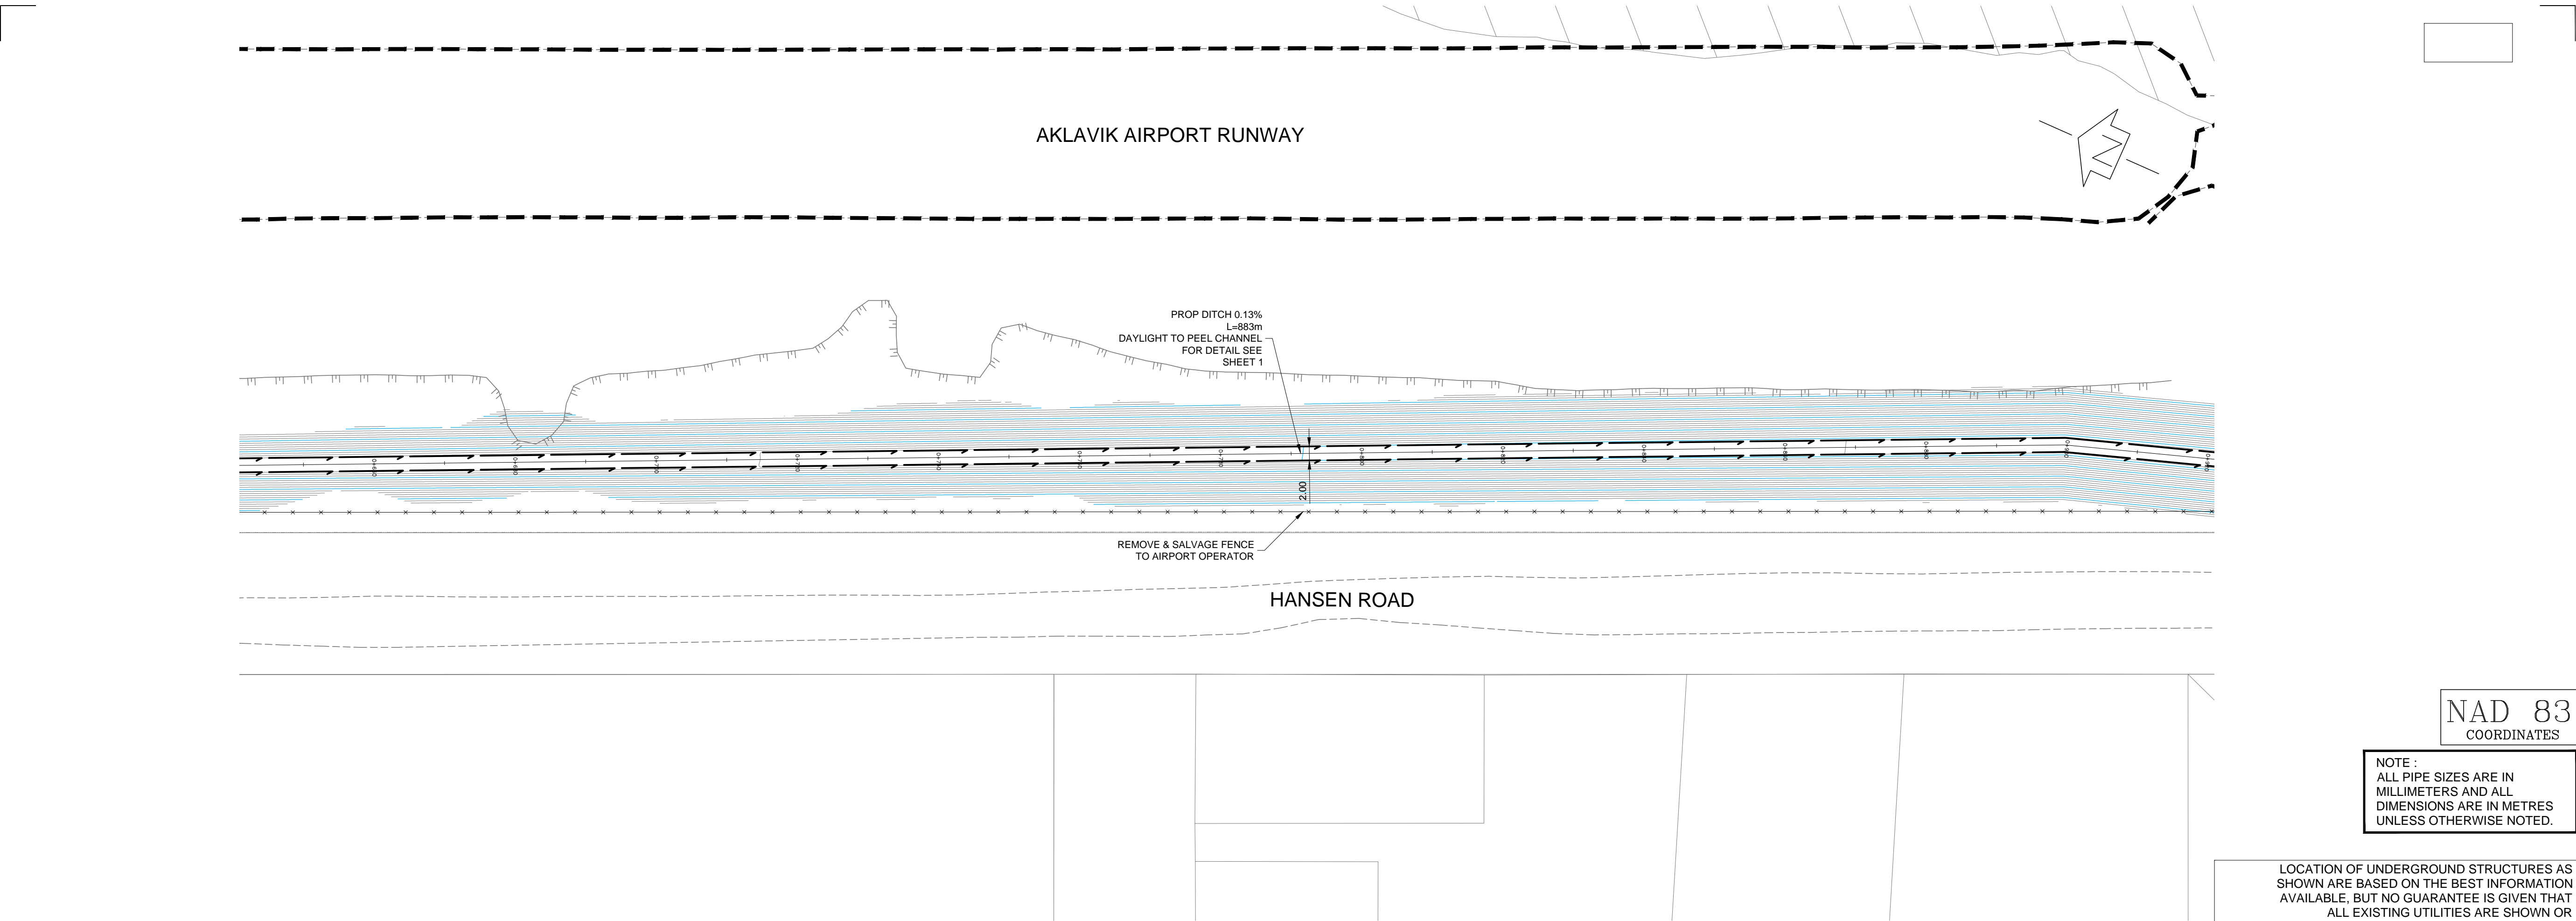 AKLAVIK AIRPORT RUNWAY
N
PROP DITCH 0.13%
L=883m
DAYLIGHT TO PEEL CHANNEL
FOR DETAIL SEE
SHEET 1
2.00
REMOVE & SALVAGE FENCE
TO AIRPORT OPERATOR
HANSEN ROAD
NAD 83
COORDINATES
NOTE :
ALL PIPE SIZES ARE IN
MILLIMETERS AND ALL
DIMENSIONS ARE IN METRES
UNLESS OTHERWISE NOTED.
LOCATION OF UNDERGROUND STRUCTURES AS
SHOWN ARE BASED ON THE BEST INFORMATION
AVAILABLE, BUT NO GUARANTEE IS GIVEN THAT
ALL EXISTING UTILITIES ARE SHOWN OR